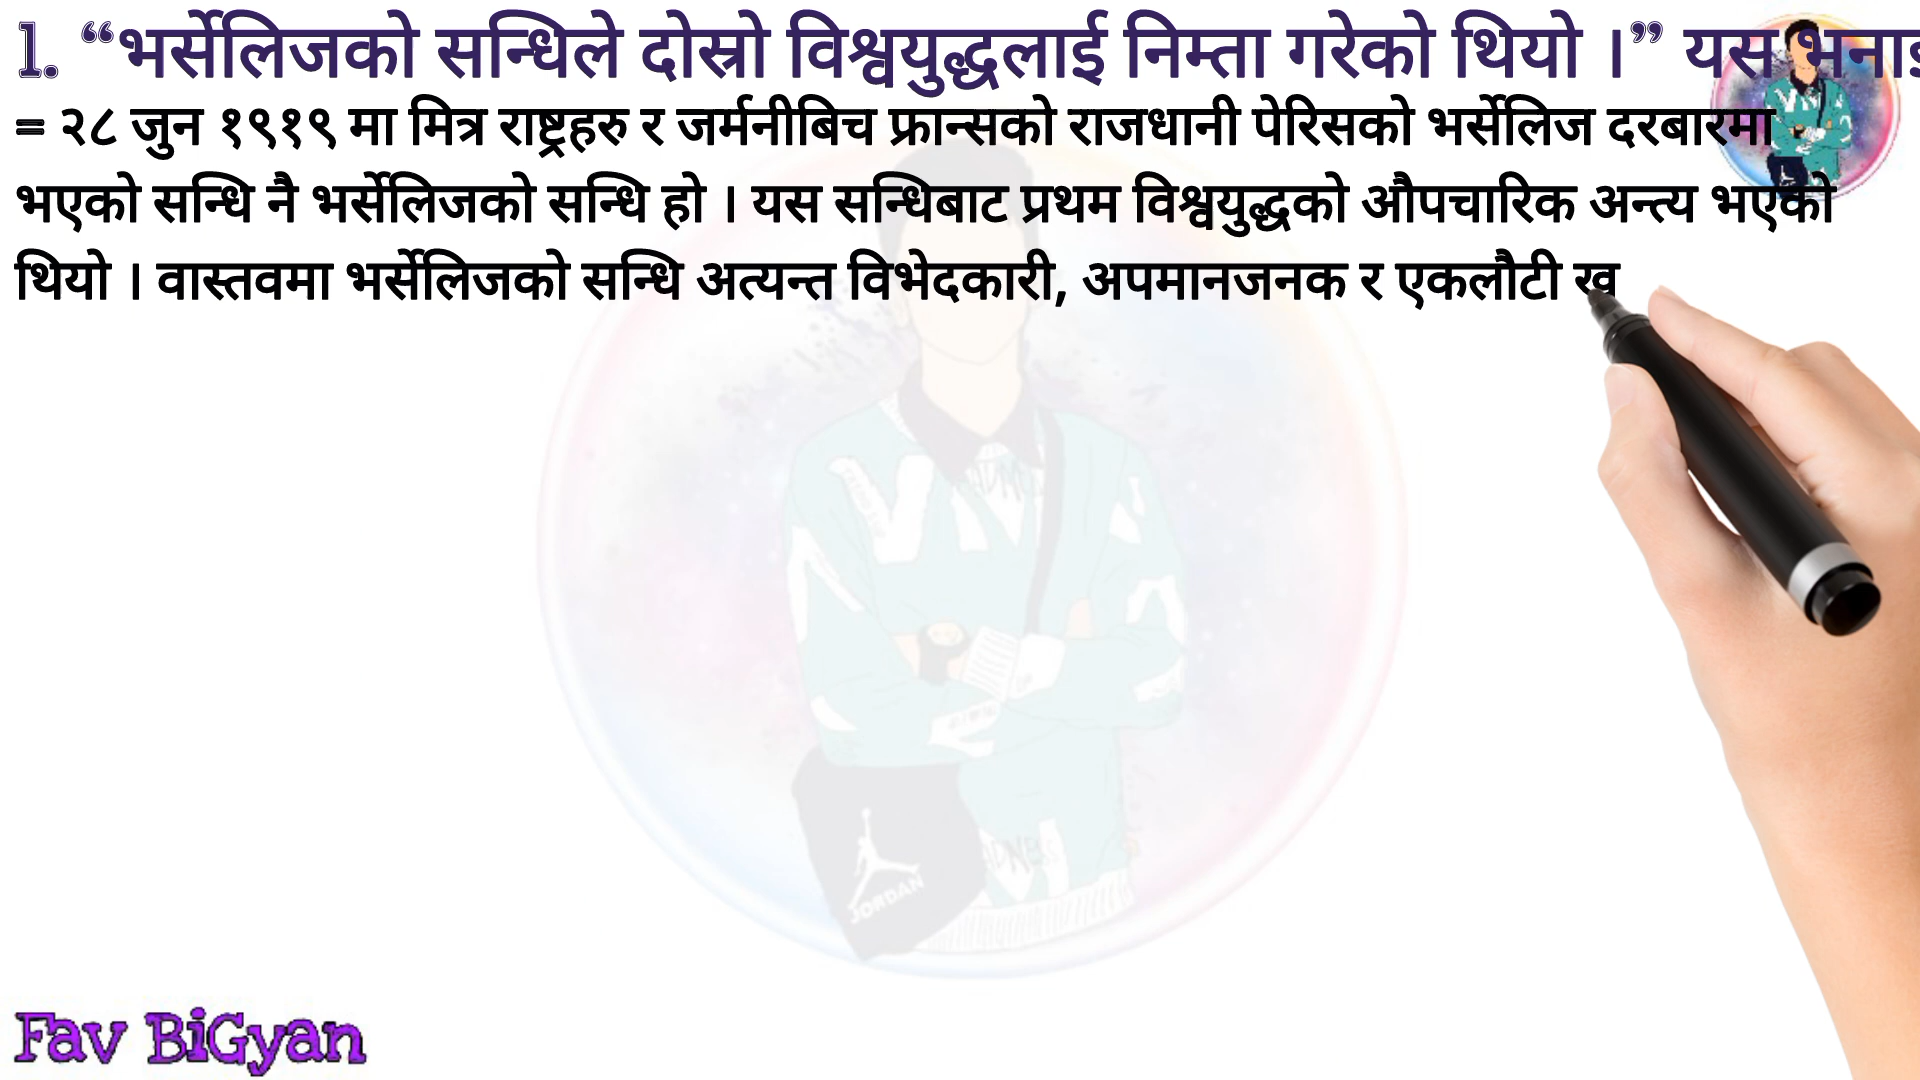 1. “भर्सेलिजको सन्धिले दोस्रो विश्वयुद्धलाई निम्ता गरेको थियो ।” यस
= २८ जुन १९१९ मा मित्र राष्ट्रहरु र जर्मनीबिच फ्रान्सको राजधानी पेरिसको भर्सेलिज दरबारमा
भएको सन्धि नै भर्सेलिजको सन्धि हो । यस सन्धिबाट प्रथम विश्वयुद्धको औपचारिक अन्त्य भएको
थियो । वास्तवमा भर्सेलिजको सन्धि अत्यन्त विभेदकारी, अपमानजनक र एकलौटी ख
JORDAN
Fav BiGyan